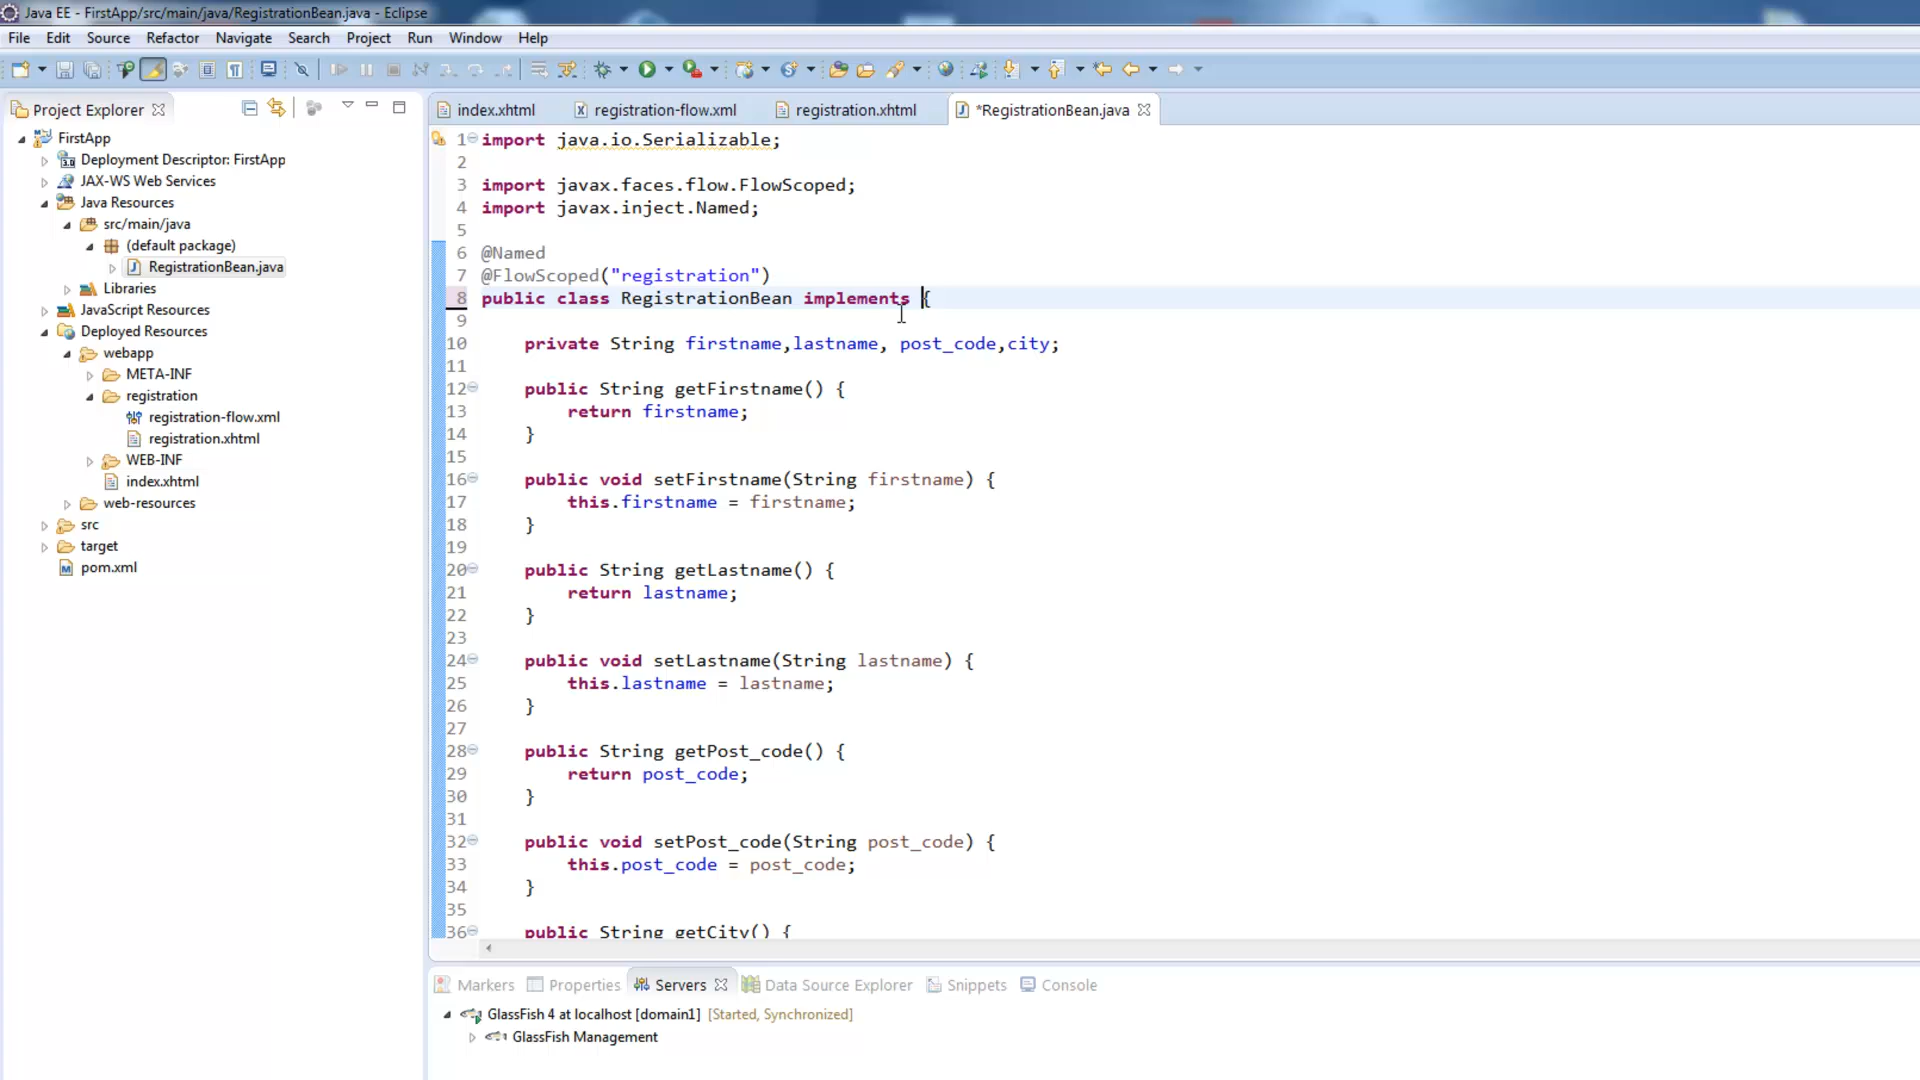 Java EE - FirstApp/src/main/java/RegistrationBean.java - Eclipse
File Edit Source Refactor Navigate Search Project Run Window Help
Project Explorer
FirstApp
Deployment Descriptor: FirstApp
JAX-WS Web Services
Java Resources
src/main/java
(default package)
RegistrationBean.java
Libraries
JavaScript Resources
Deployed Resources
webapp
META-INF
registration
registration-flow.xml
registration.xhtml
WEB-INF
index.xhtml
web-resources
src
target
pom.xml
index.xhtml registration-flow.xml registration.xhtml *RegistrationBean.java
1 import java.io.Serializable;
2
3 import javax.faces.flow.FlowScoped;
4 import javax.inject.Named;
5
6 @Named
7 @FlowScoped("registration")
8 public class RegistrationBean implements {
9
10 private String firstname,lastname, post_code,city;
11
12 public String getFirstname() {
13 return firstname;
14 }
15
16 public void setFirstname(String firstname) {
17 this.firstname = firstname;
18 }
19
20 public String getLastname() {
21 return lastname;
22 }
23
24 public void setLastname(String lastname) {
25 this.lastname = lastname;
26 }
27
28 public String getPost_code() {
29 return post_code;
30 }
31
32 public void setPost_code(String post_code) {
33 this.post_code = post_code;
34 }
35
36 public String getCity() {
Markers Properties Servers Data Source Explorer Snippets Console
GlassFish 4 at localhost [domain1] [Started, Synchronized]
GlassFish Management